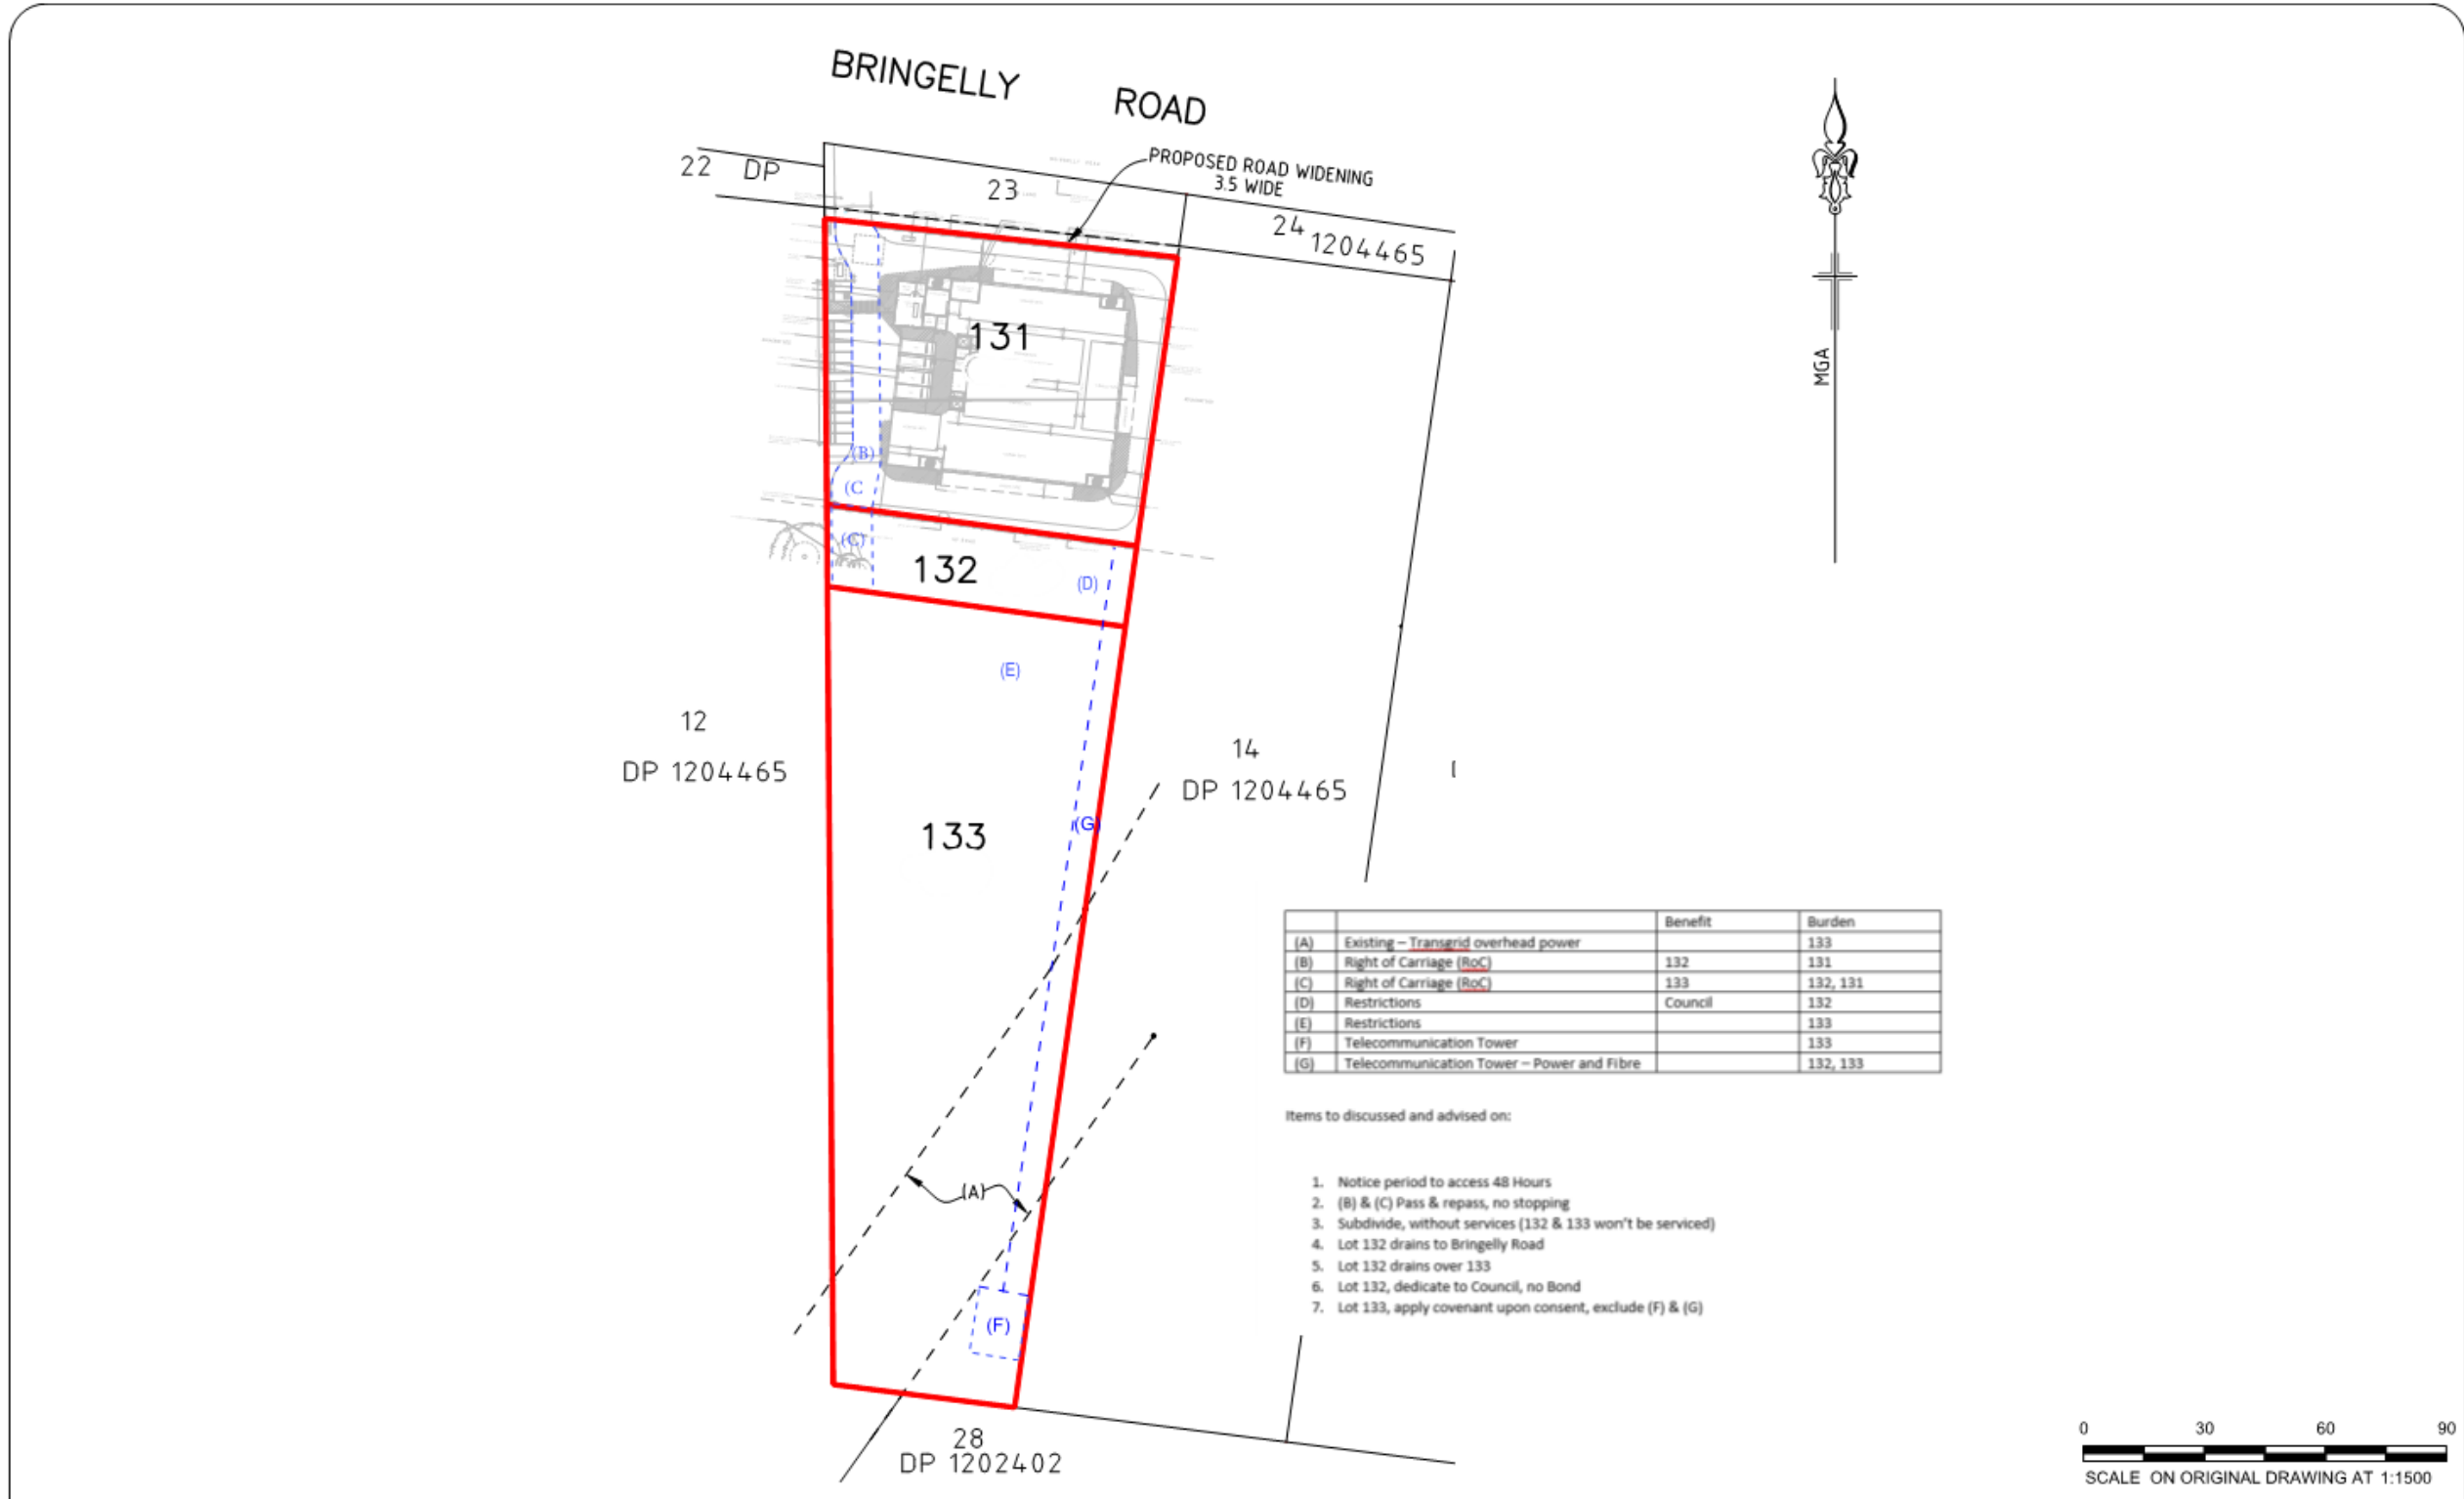 BRINGELLY ROAD
PROPOSED ROAD WIDENING
3.5 WIDE
22 DP
23
24 1204465
131
(B)
(C
(C)
132
(D)
(E)
12
DP 1204465
14
DP 1204465
133
(G)
(A)
(F)
28
DP 1202402
MGA
Benefit Burden
(A) Existing – Transgrid overhead power 133
(B) Right of Carriage (RoC) 132 131
(C) Right of Carriage (RoC) 133 132, 131
(D) Restrictions Council 132
(E) Restrictions 133
(F) Telecommunication Tower 133
(G) Telecommunication Tower – Power and Fibre 132, 133
Items to discussed and advised on:
1. Notice period to access 48 Hours
2. (B) & (C) Pass & repass, no stopping
3. Subdivide, without services (132 & 133 won't be serviced)
4. Lot 132 drains to Bringelly Road
5. Lot 132 drains over 133
6. Lot 132, dedicate to Council, no Bond
7. Lot 133, apply covenant upon consent, exclude (F) & (G)
0 30 60 90
SCALE ON ORIGINAL DRAWING AT 1:1500